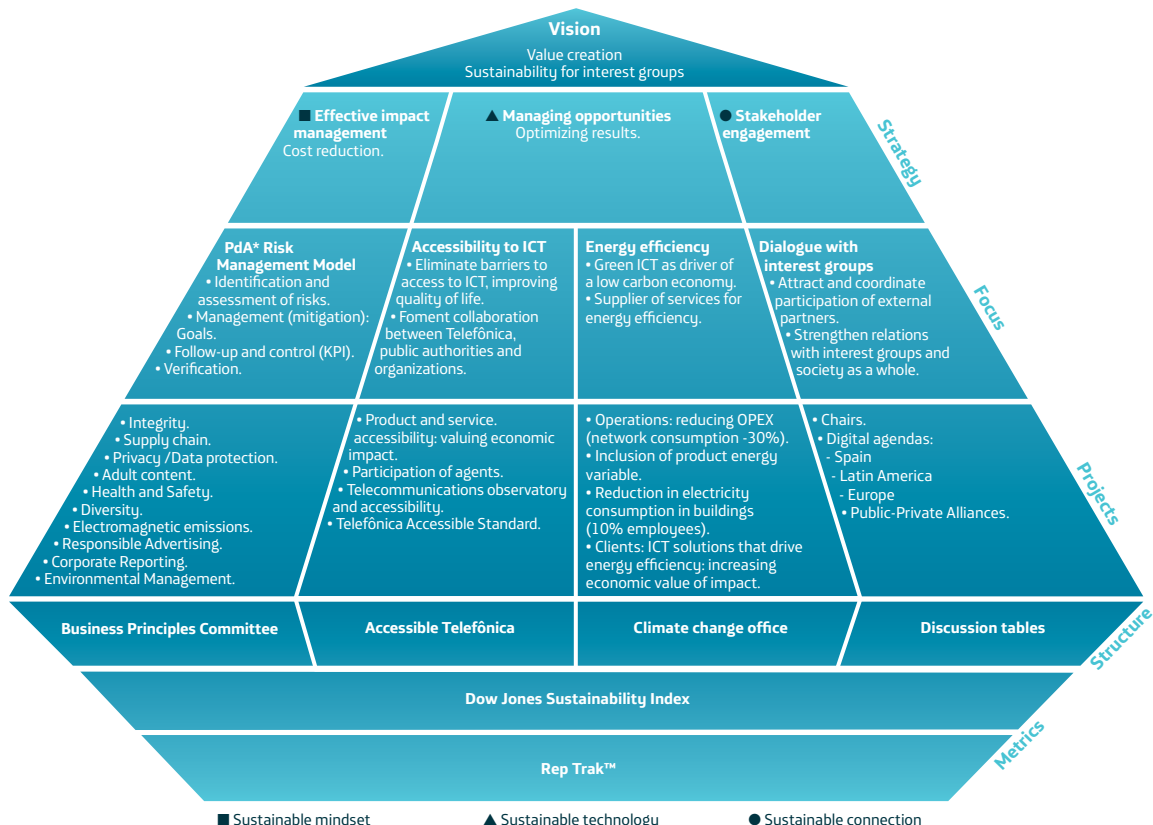 Vision
Value creation
Sustainability for interest groups
■ Effective impact
management
Cost reduction.
▲ Managing opportunities
Optimizing results.
● Stakeholder
engagement
Strategy
PdA* Risk
Management Model
• Identification and
assessment of risks.
• Management (mitigation):
Goals.
• Follow-up and control (KPI).
• Verification.
Accessibility to ICT
• Eliminate barriers to
access to ICT, improving
quality of life.
• Foment collaboration
between Telefônica,
public authorities and
organizations.
Energy efficiency
• Green ICT as driver of
a low carbon economy.
• Supplier of services for
energy efficiency.
Dialogue with
interest groups
• Attract and coordinate
participation of external
partners.
• Strengthen relations
with interest groups and
society as a whole.
Focus
• Integrity.
• Supply chain.
• Privacy /Data protection.
• Adult content.
• Health and Safety.
• Diversity.
• Electromagnetic emissions.
• Responsible Advertising.
• Corporate Reporting.
• Environmental Management.
• Product and service.
accessibility: valuing economic
impact.
• Participation of agents.
• Telecommunications observatory
and accessibility.
• Telefônica Accessible Standard.
• Operations: reducing OPEX
(network consumption -30%).
• Inclusion of product energy
variable.
• Reduction in electricity
consumption in buildings
(10% employees).
• Clients: ICT solutions that drive
energy efficiency: increasing
economic value of impact.
• Chairs.
• Digital agendas:
- Spain
- Latin America
- Europe
• Public-Private Alliances.
Projects
Business Principles Committee
Accessible Telefônica
Climate change office
Discussion tables
Structure
Dow Jones Sustainability Index
Rep Trak™
Metrics
■ Sustainable mindset
▲ Sustainable technology
● Sustainable connection